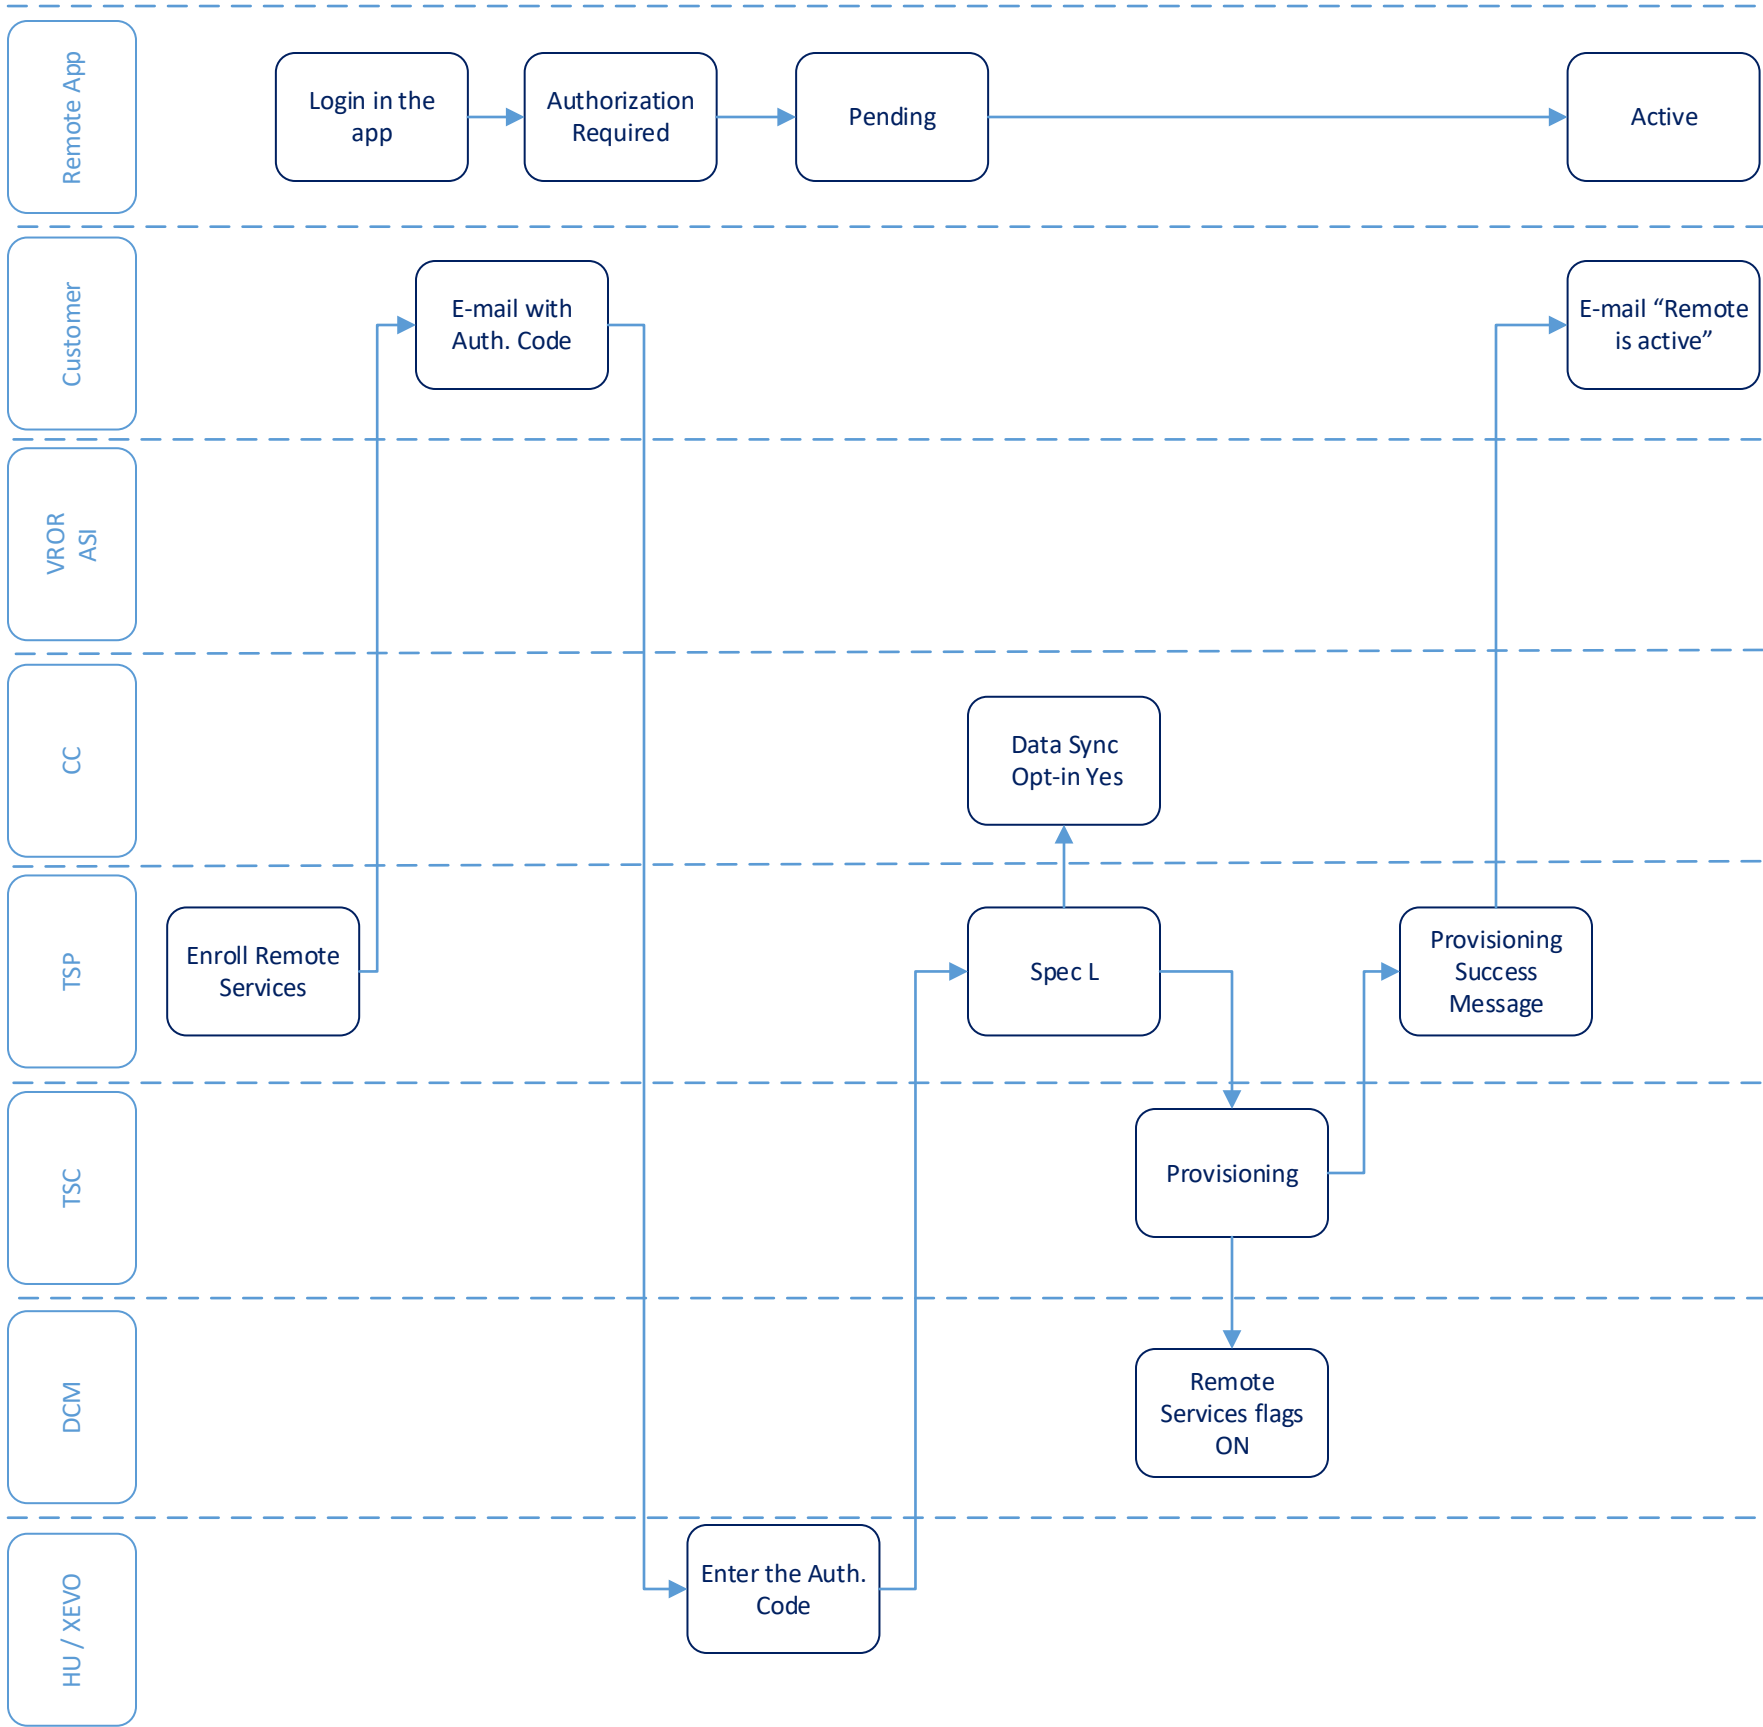 Remote App
Login in the
app
Authorization
Required
Pending
Active
Customer
E-mail with
Auth. Code
E-mail “Remote
is active”
VROR
ASI
CC
Data Sync
Opt-in Yes
TSP
Enroll Remote
Services
Spec L
Provisioning
Success
Message
TSC
Provisioning
DCM
Remote
Services flags
ON
HU / XEVO
Enter the Auth.
Code